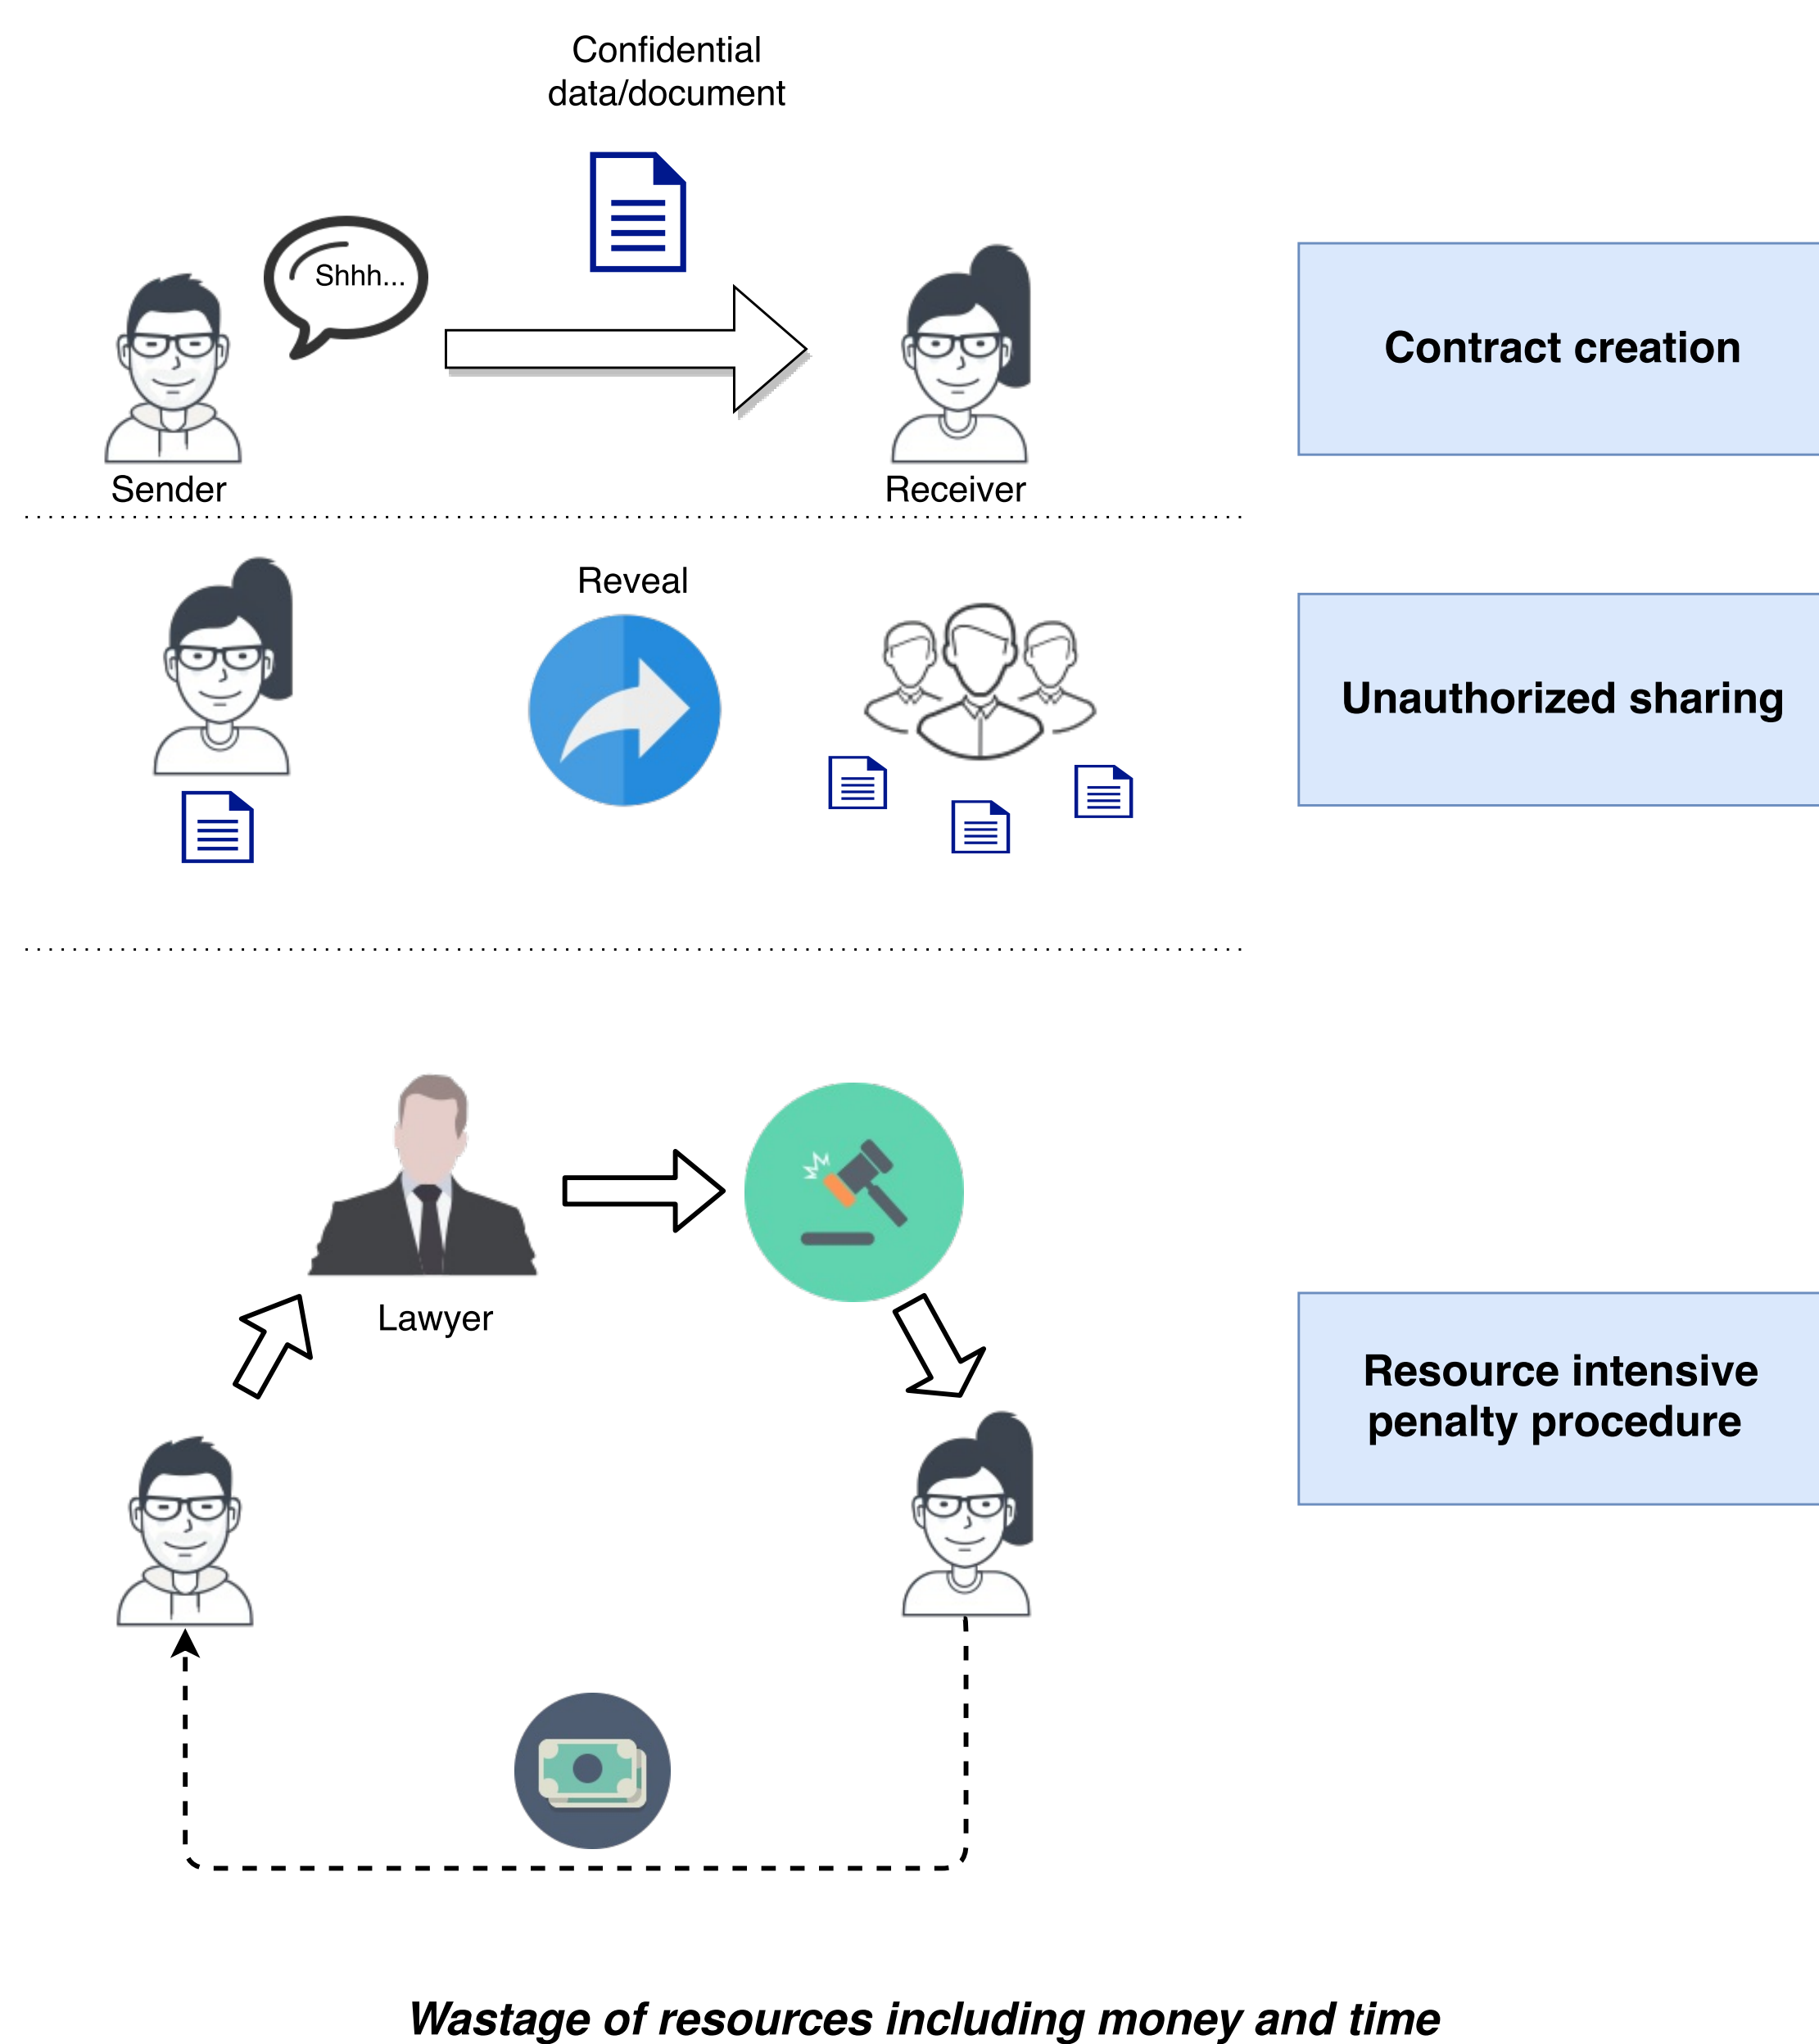 Confidential
data/document
Shhh...
Sender
Receiver
Contract creation
Reveal
Unauthorized sharing
Lawyer
Resource intensive
penalty procedure
Wastage of resources including money and time